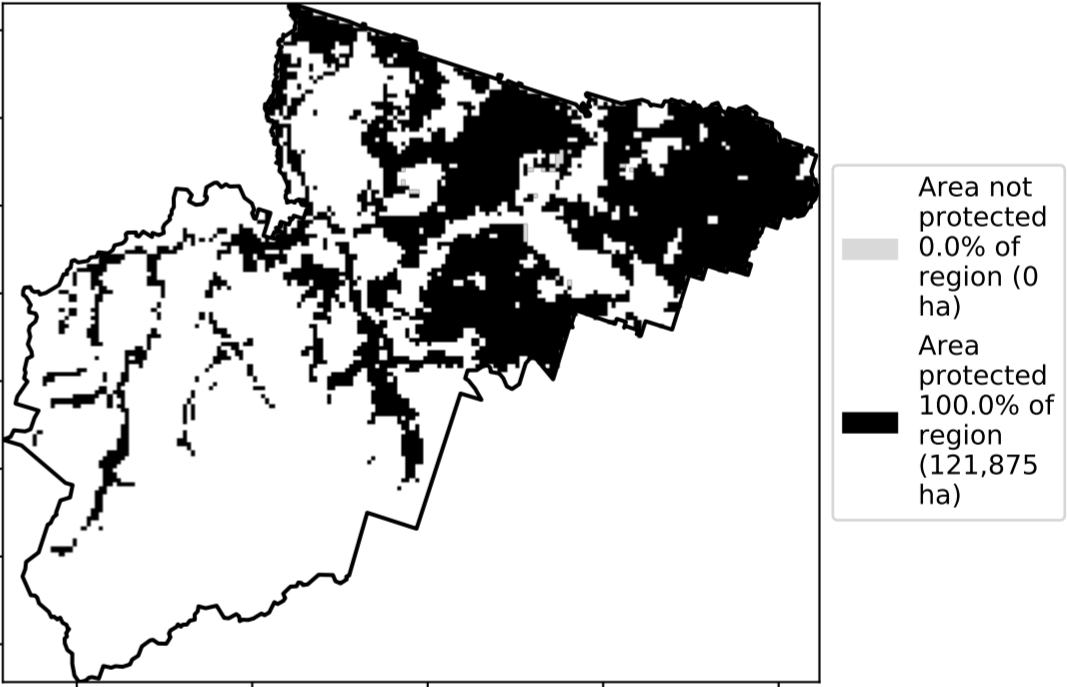 Area not
protected
0.0% of
region (0
ha)
Area
protected
100.0% of
region
(121,875
ha)